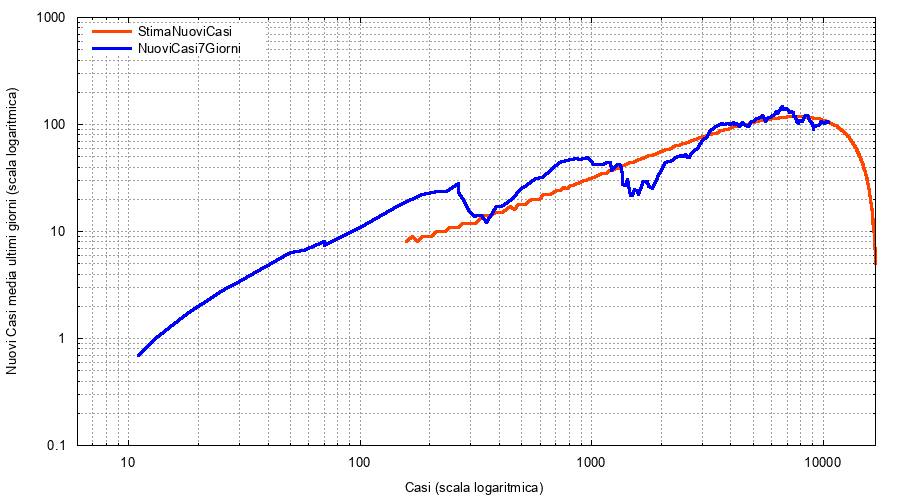 1000
100
10
1
0.1
Nuovi Casi media ultimi giorni (scala logaritmica)
StimaNuoviCasi
NuoviCasi7Giorni
10 100 1000 10000
Casi (scala logaritmica)